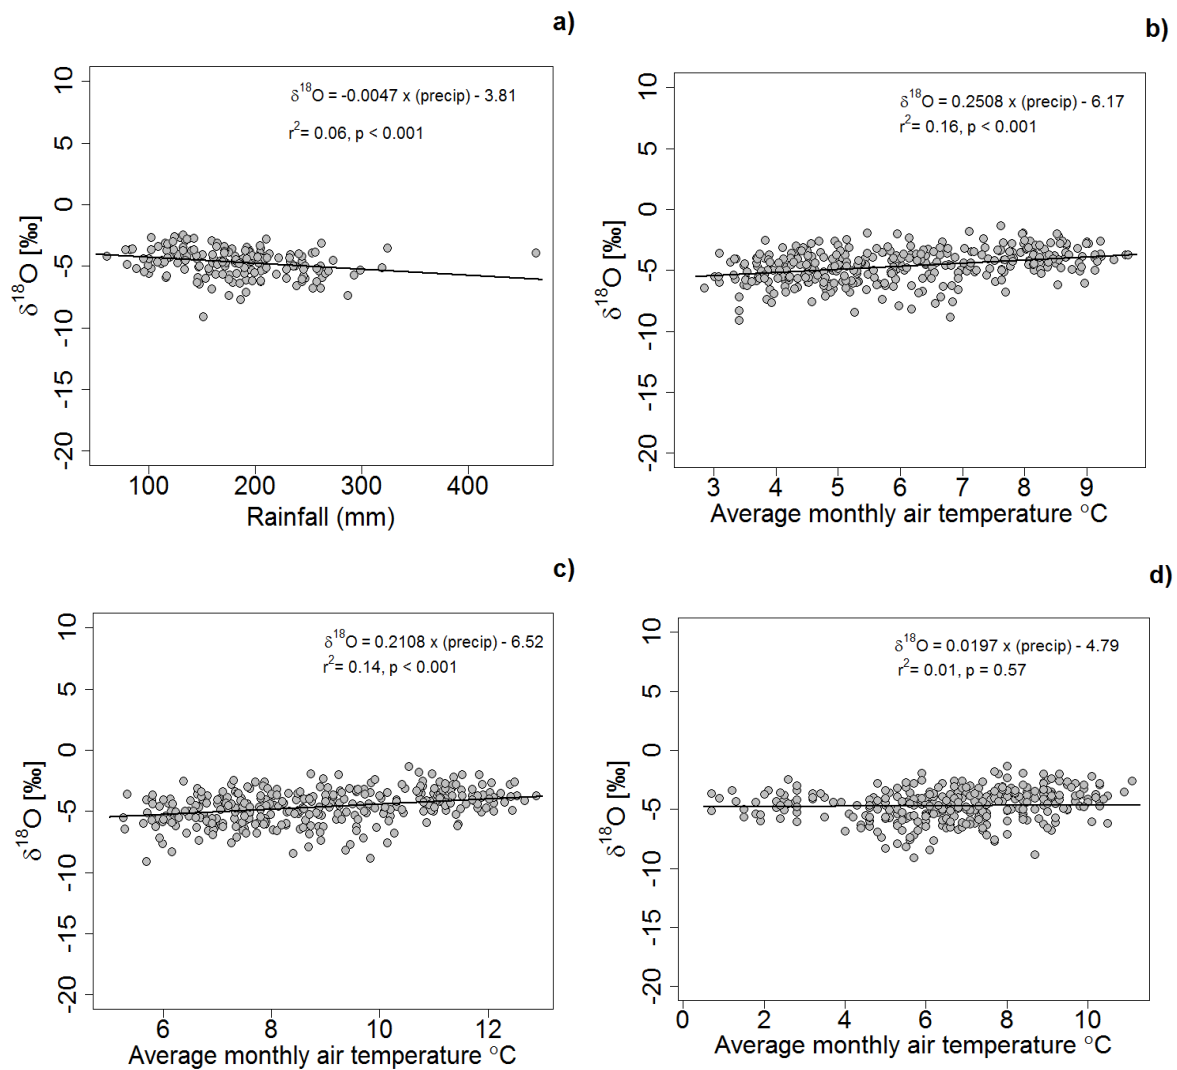 a)
δ18O = -0.0047 x (precip) - 3.81
r2= 0.06, p < 0.001
10
5
0
-5
-10
-15
-20
δ18O [‰]
100 200 300 400
Rainfall (mm)
b)
δ18O = 0.2508 x (precip) - 6.17
r2= 0.16, p < 0.001
10
5
0
-5
-10
-15
-20
δ18O [‰]
3 4 5 6 7 8 9
Average monthly air temperature °C
c)
δ18O = 0.2108 x (precip) - 6.52
r2= 0.14, p < 0.001
10
5
0
-5
-10
-15
-20
δ18O [‰]
6 8 10 12
Average monthly air temperature °C
d)
δ18O = 0.0197 x (precip) - 4.79
r2= 0.01, p = 0.57
10
5
0
-5
-10
-15
-20
δ18O [‰]
0 2 4 6 8 10
Average monthly air temperature °C